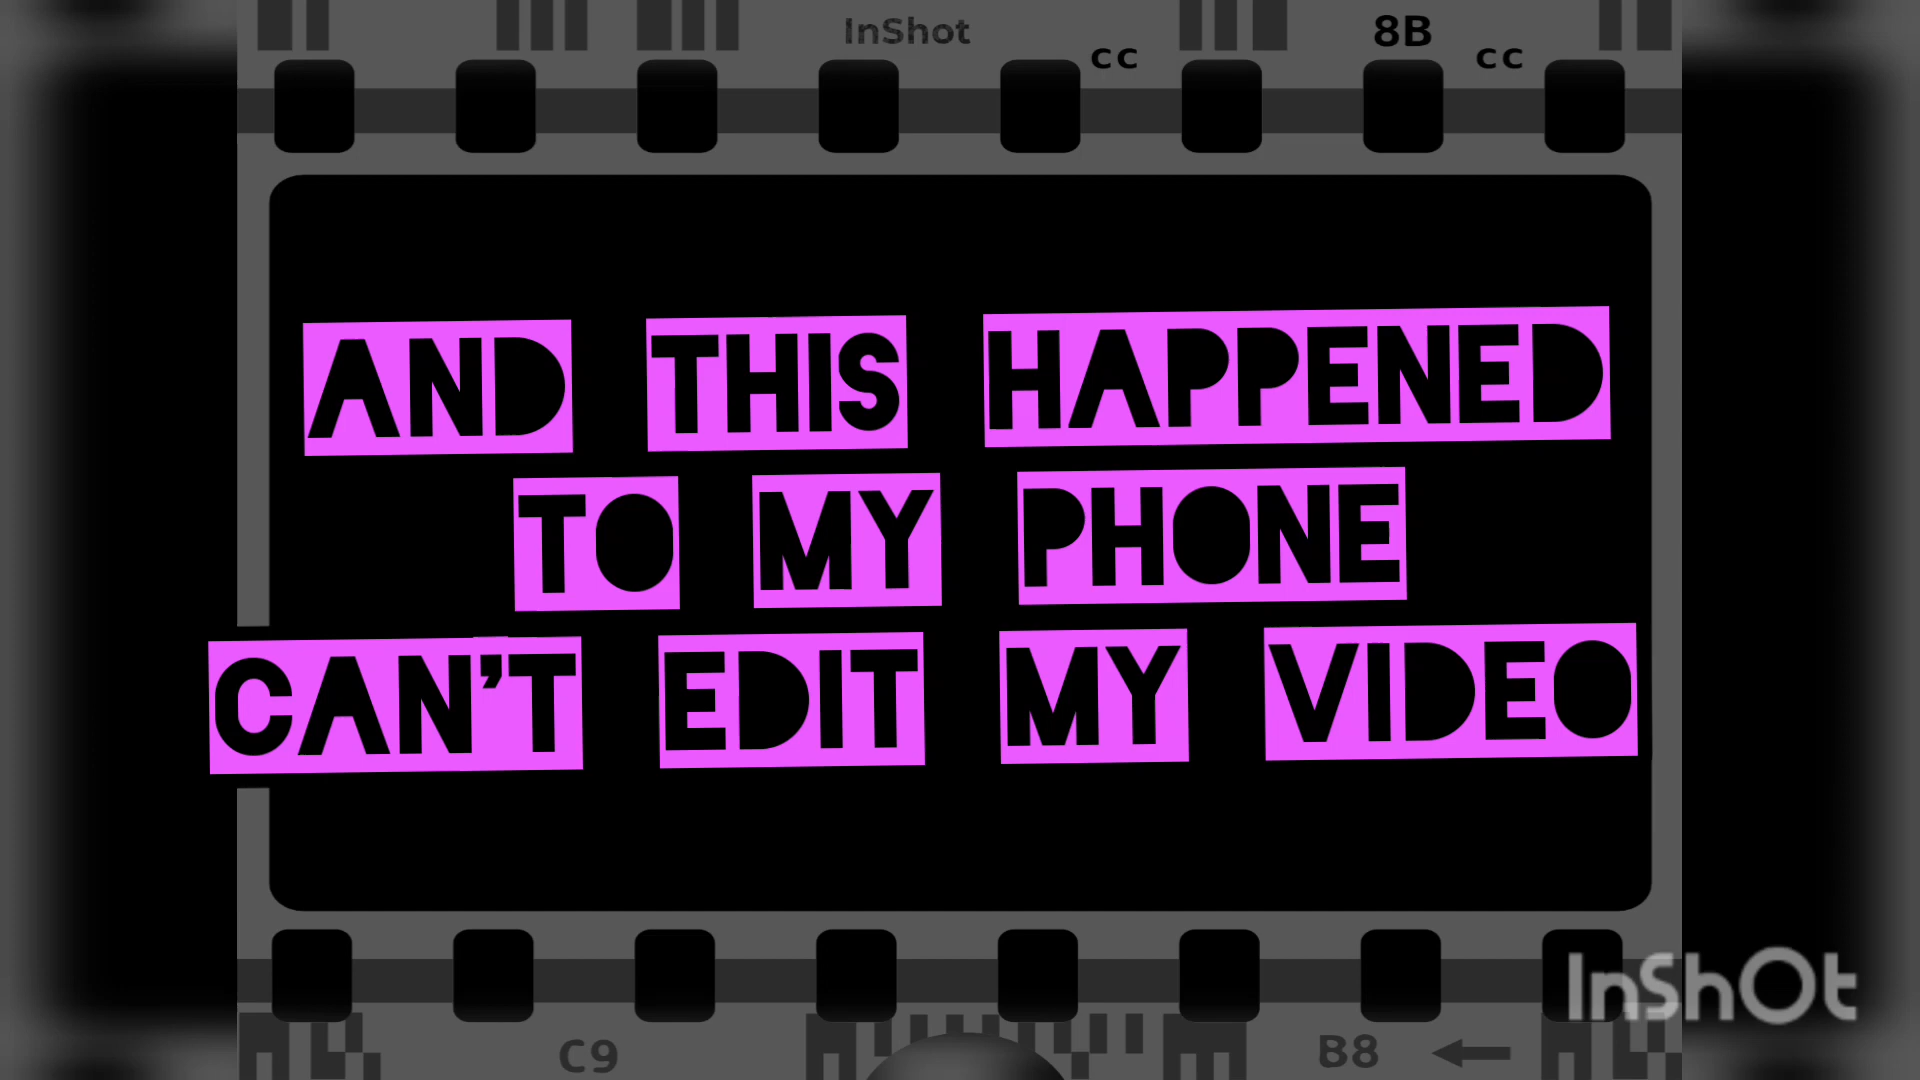 InShot
8B
cc
cc
AND THIS HAPPENED
TO MY PHONE
CAN'T EDIT MY VIDEO
InShOt
C9
B8